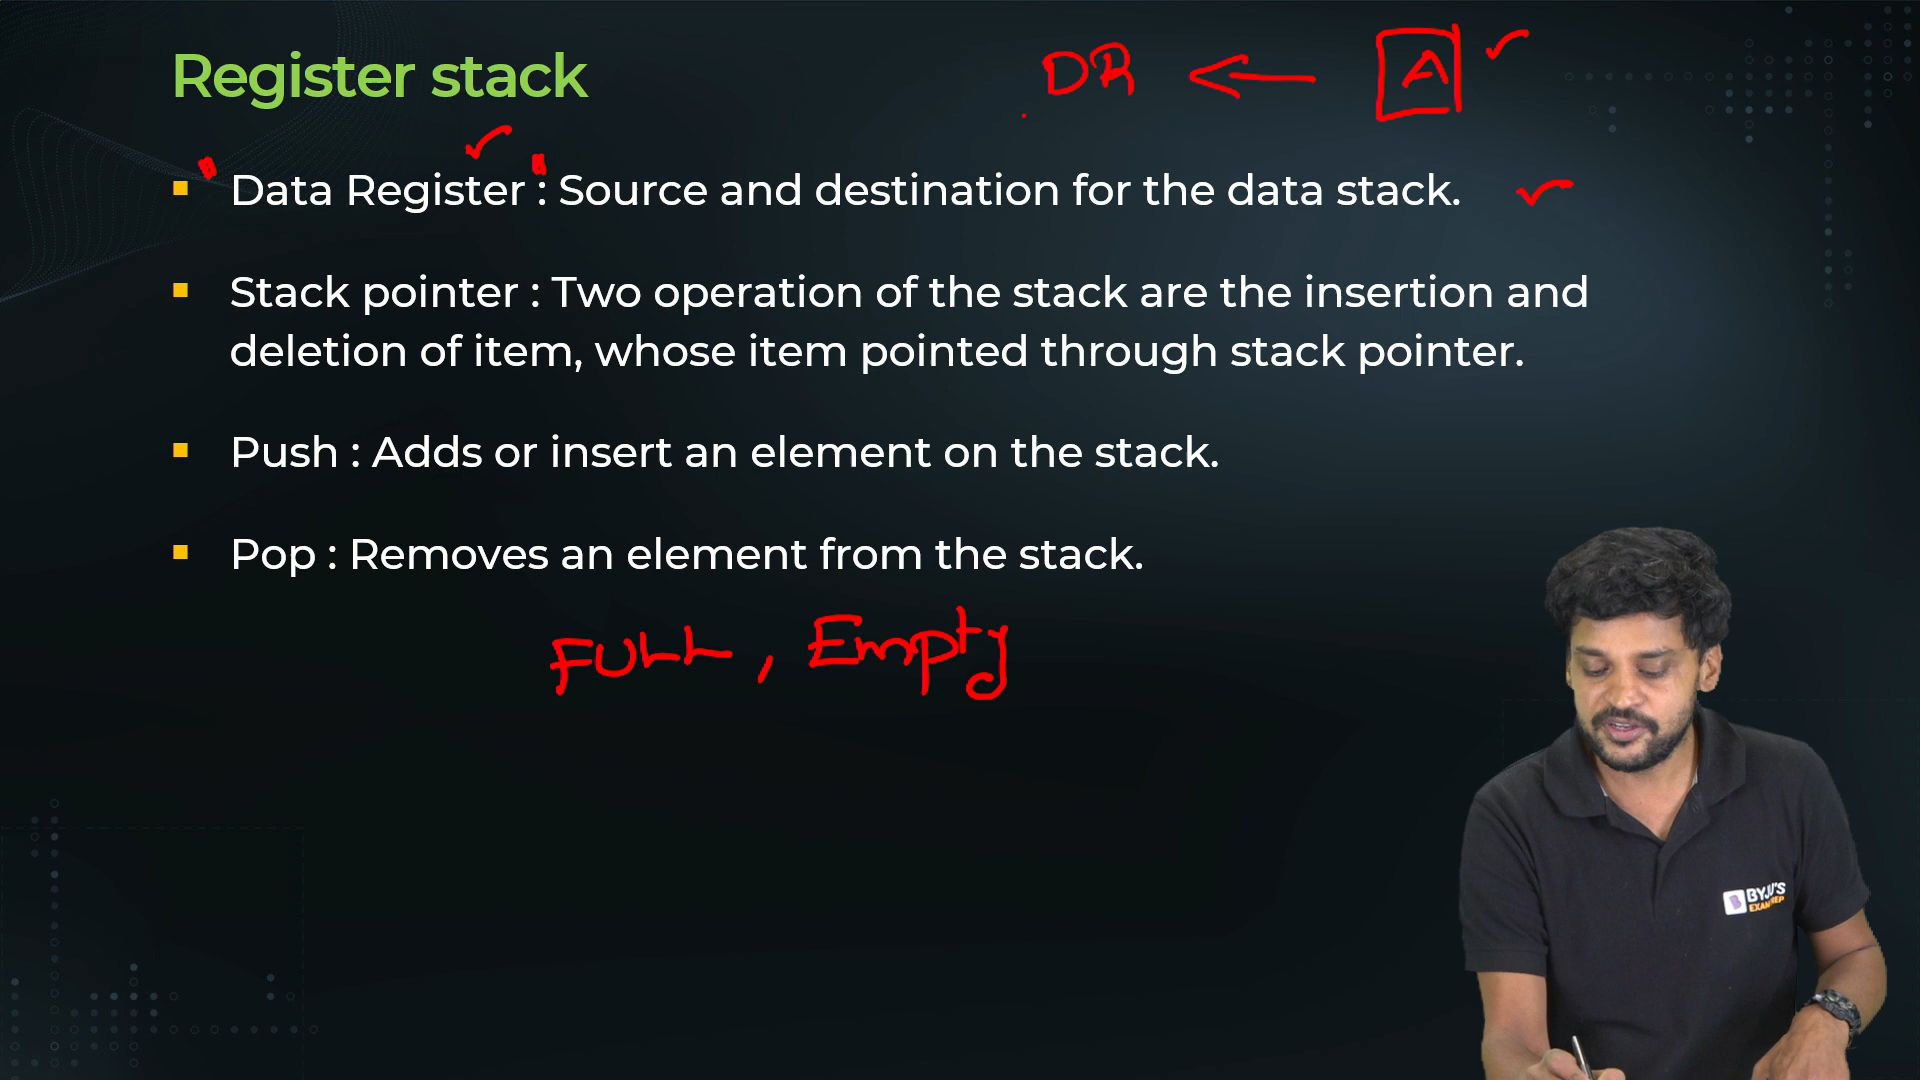 Register stack
DR ← A
Data Register : Source and destination for the data stack.
Stack pointer : Two operation of the stack are the insertion and
deletion of item, whose item pointed through stack pointer.
Push : Adds or insert an element on the stack.
Pop : Removes an element from the stack.
FULL, Empty
BYJU'S
EXAM PREP